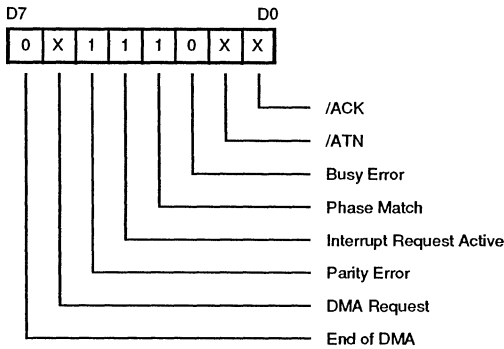 D7 D0
0 X 1 1 1 0 X X
/ACK
/ATN
Busy Error
Phase Match
Interrupt Request Active
Parity Error
DMA Request
End of DMA